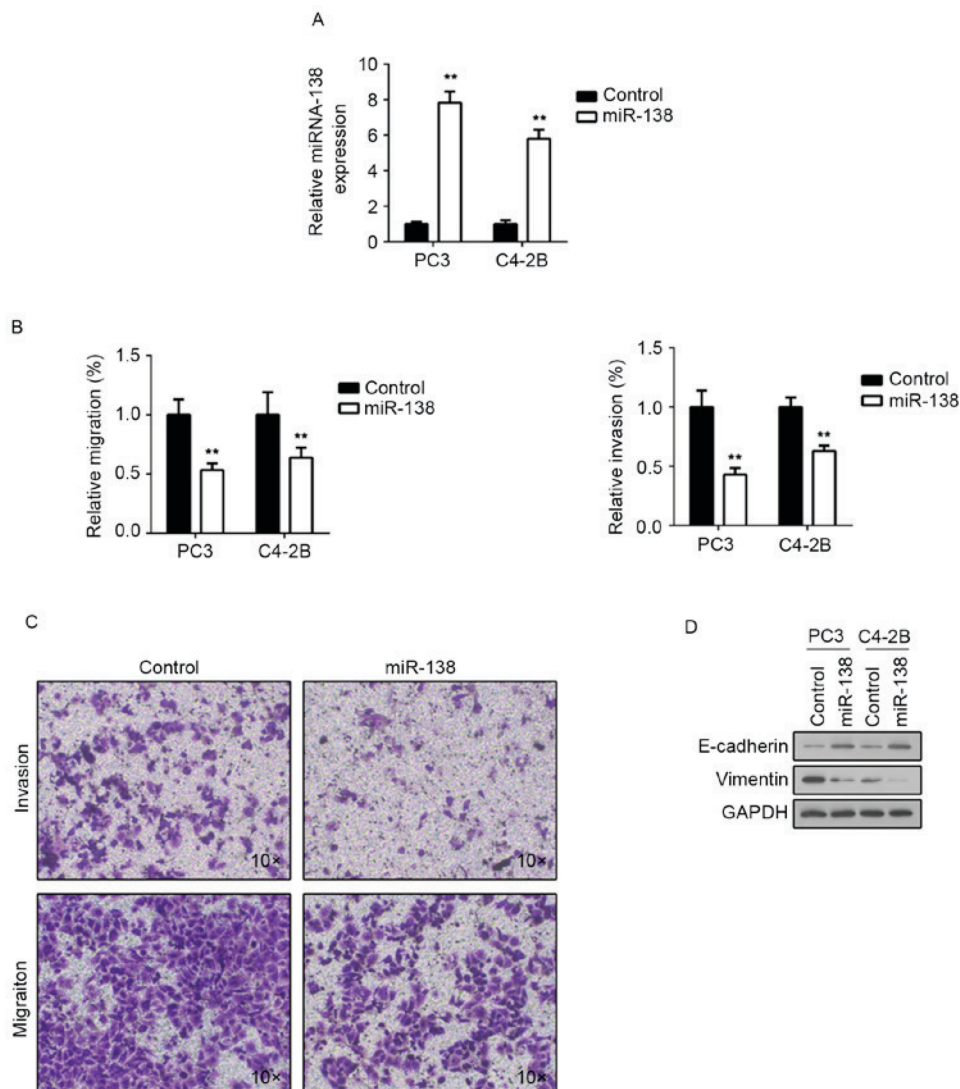 A
Relative miRNA-138
expression
10
8
6
4
2
0
**
**
PC3
C4-2B
Control
miR-138
B
Relative migration (%)
1.5
1.0
0.5
0.0
**
**
PC3
C4-2B
Control
miR-138
Relative invasion (%)
1.5
1.0
0.5
0.0
**
**
PC3
C4-2B
Control
miR-138
C
Control
miR-138
Invasion
10×
10×
Migraiton
10×
10×
D
PC3
C4-2B
Control
miR-138
Control
miR-138
E-cadherin
Vimentin
GAPDH